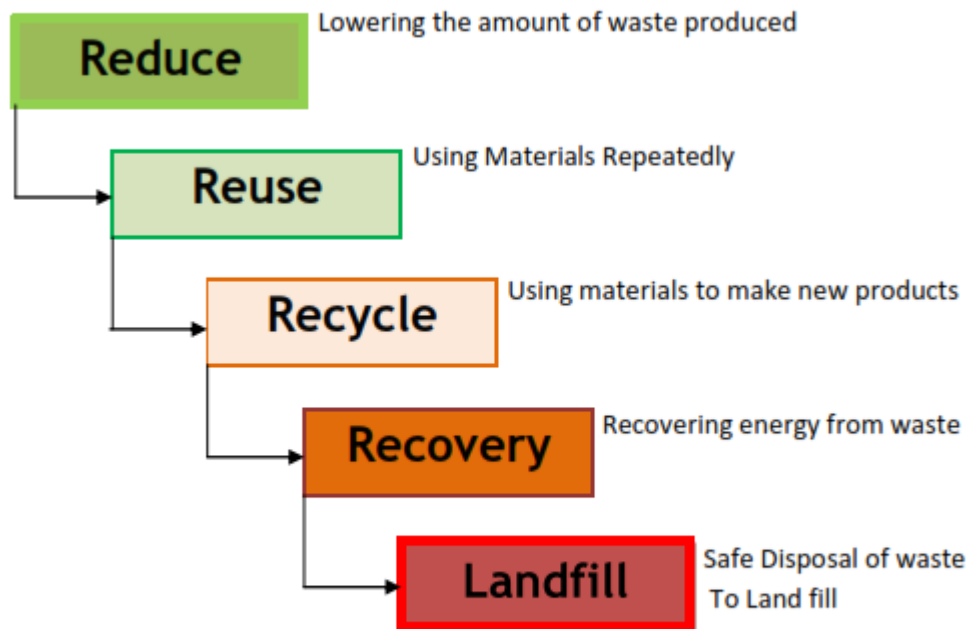 Reduce
Lowering the amount of waste produced
Reuse
Using Materials Repeatedly
Recycle
Using materials to make new products
Recovery
Recovering energy from waste
Landfill
Safe Disposal of waste
To Land fill